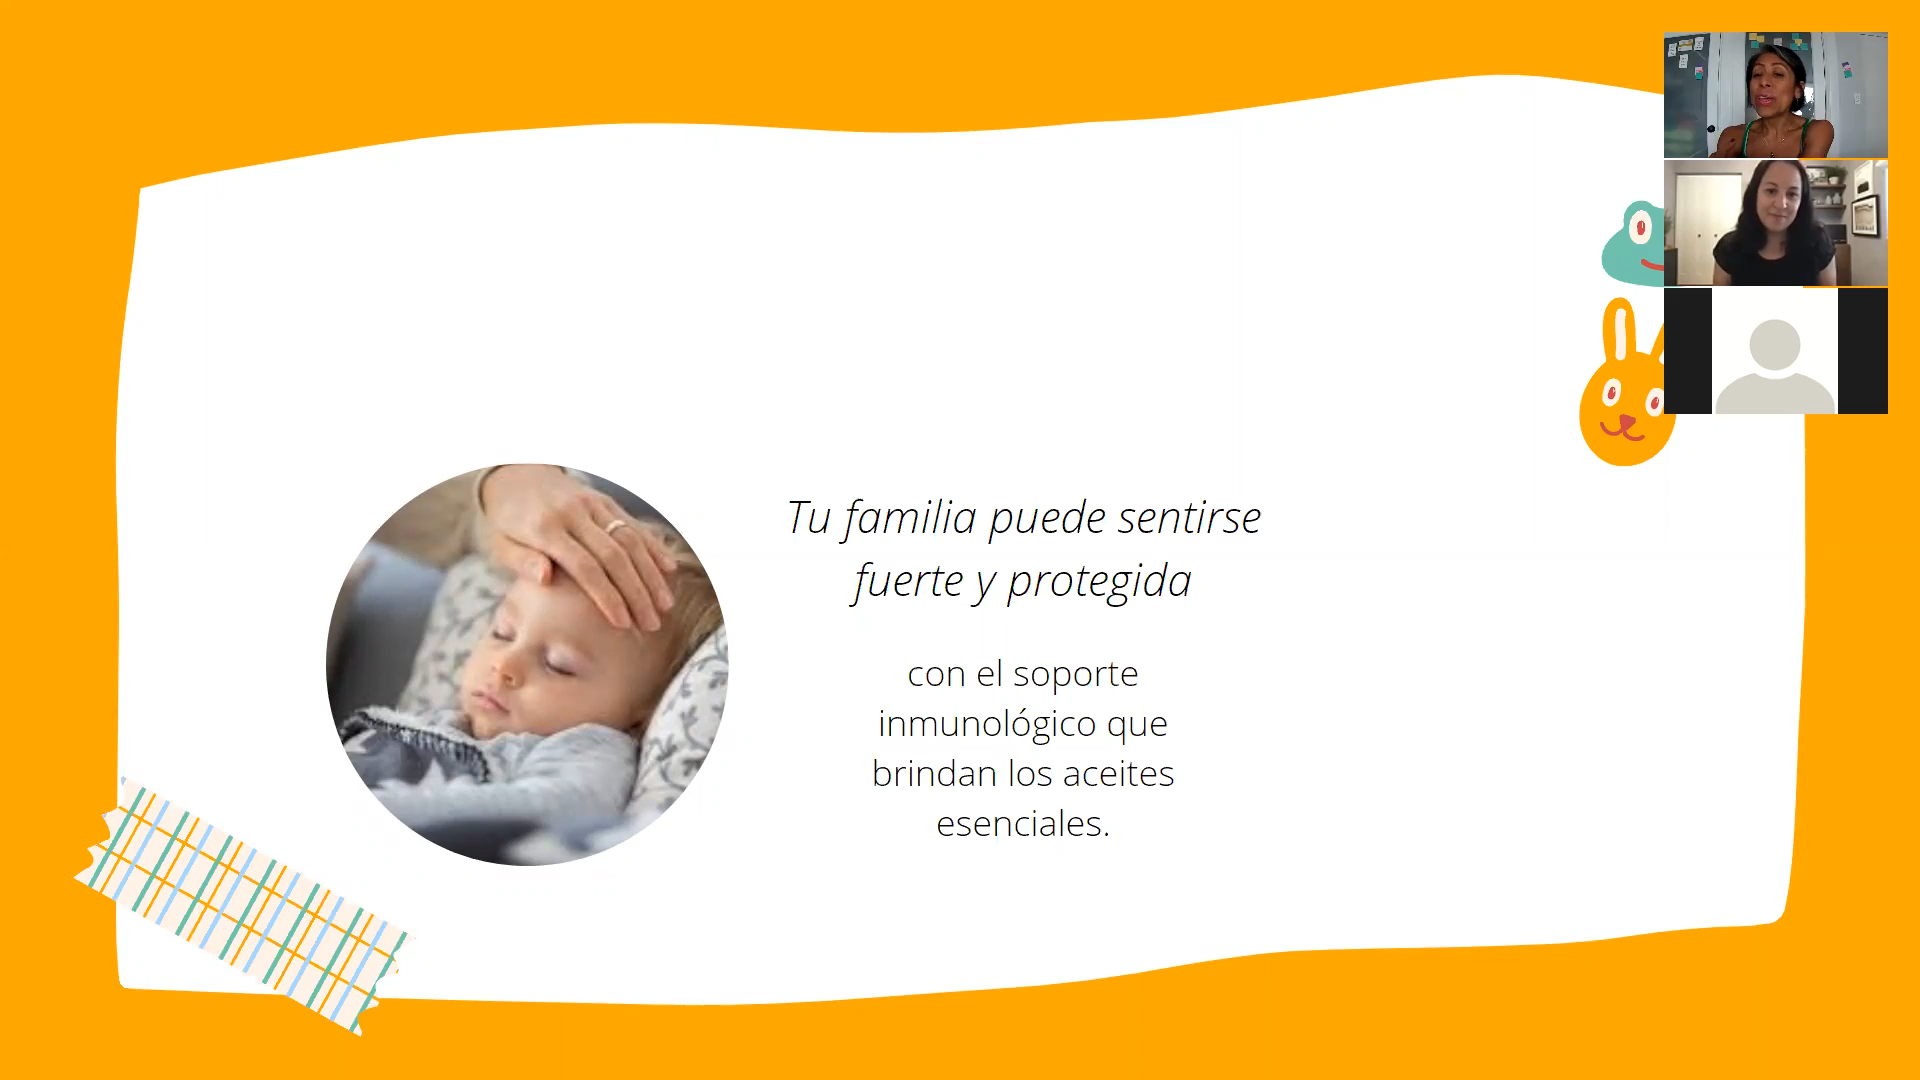 Tu familia puede sentirse
fuerte y protegida
con el soporte
inmunológico que
brindan los aceites
esenciales.